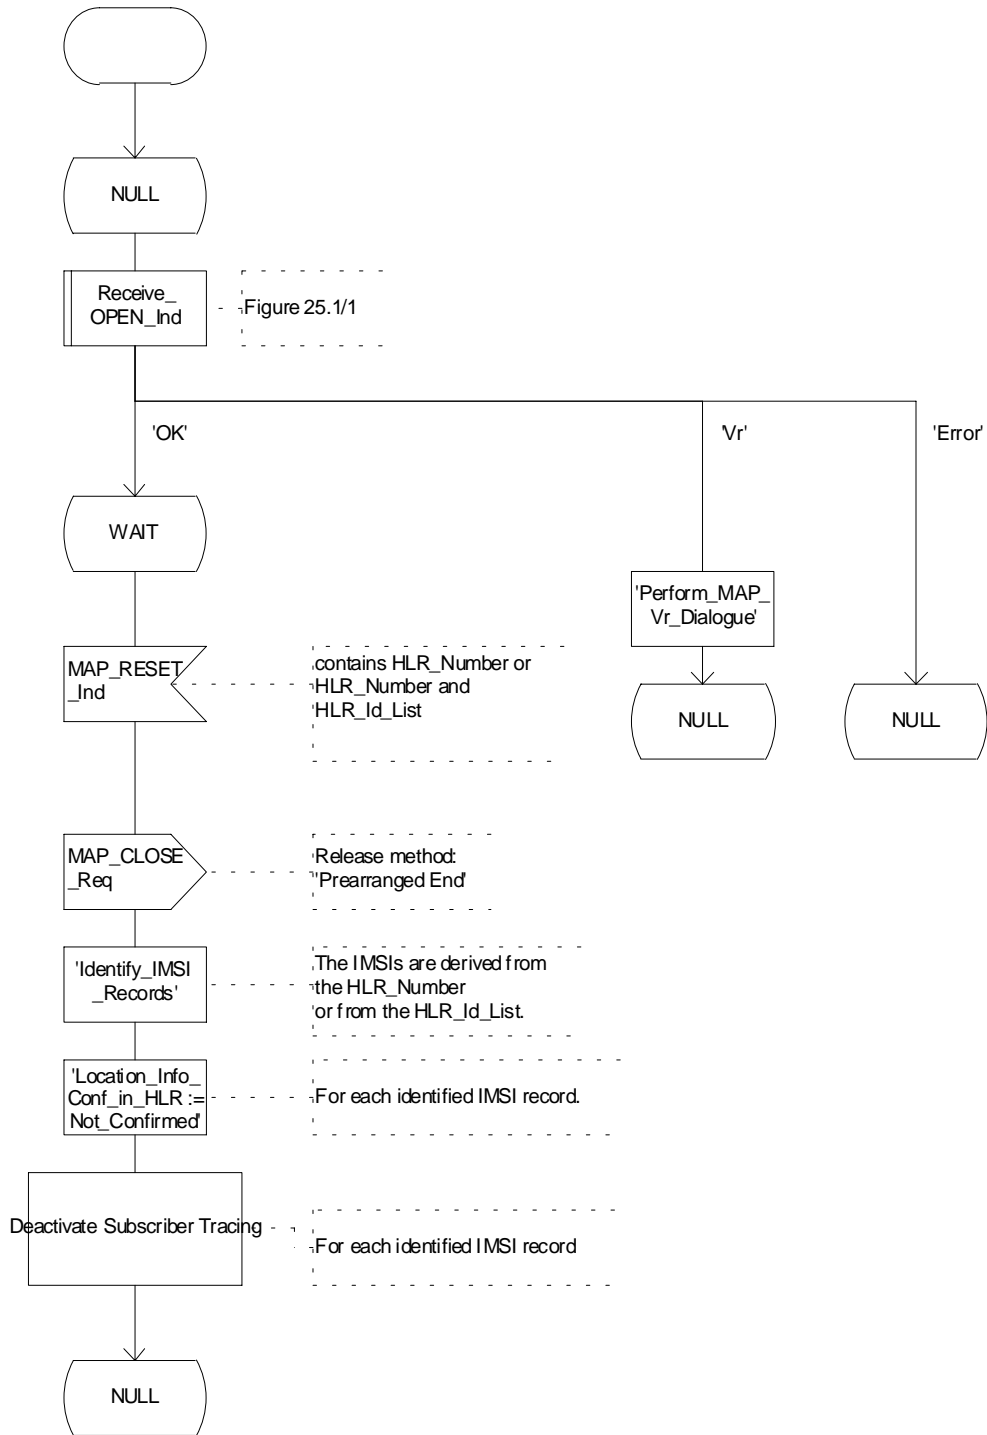 NULL
Receive_
OPEN_Ind
Figure 25.1/1
'OK'
'Vr'
'Error'
WAIT
'Perform_MAP_
Vr_Dialogue'
MAP_RESET
_Ind
contains HLR_Number or
HLR_Number and
HLR_Id_List
NULL
NULL
MAP_CLOSE
_Req
Release method:
'Prearranged End'
'Identify_IMSI
_Records'
The IMSIs are derived from
the HLR_Number
or from the HLR_Id_List.
'Location_Info_
Conf_in_HLR :=
Not_Confirmed'
For each identified IMSI record.
Deactivate Subscriber Tracing
For each identified IMSI record
NULL